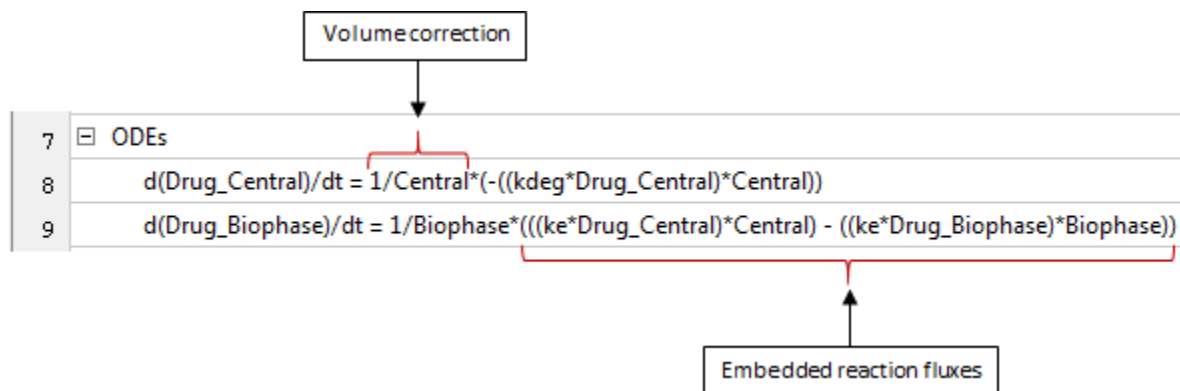 Volume correction
7 ODEs
8 d(Drug_Central)/dt = 1/Central*(-((kdeg*Drug_Central)*Central))
9 d(Drug_Biophase)/dt = 1/Biophase*(((ke*Drug_Central)*Central) - ((ke*Drug_Biophase)*Biophase))
Embedded reaction fluxes